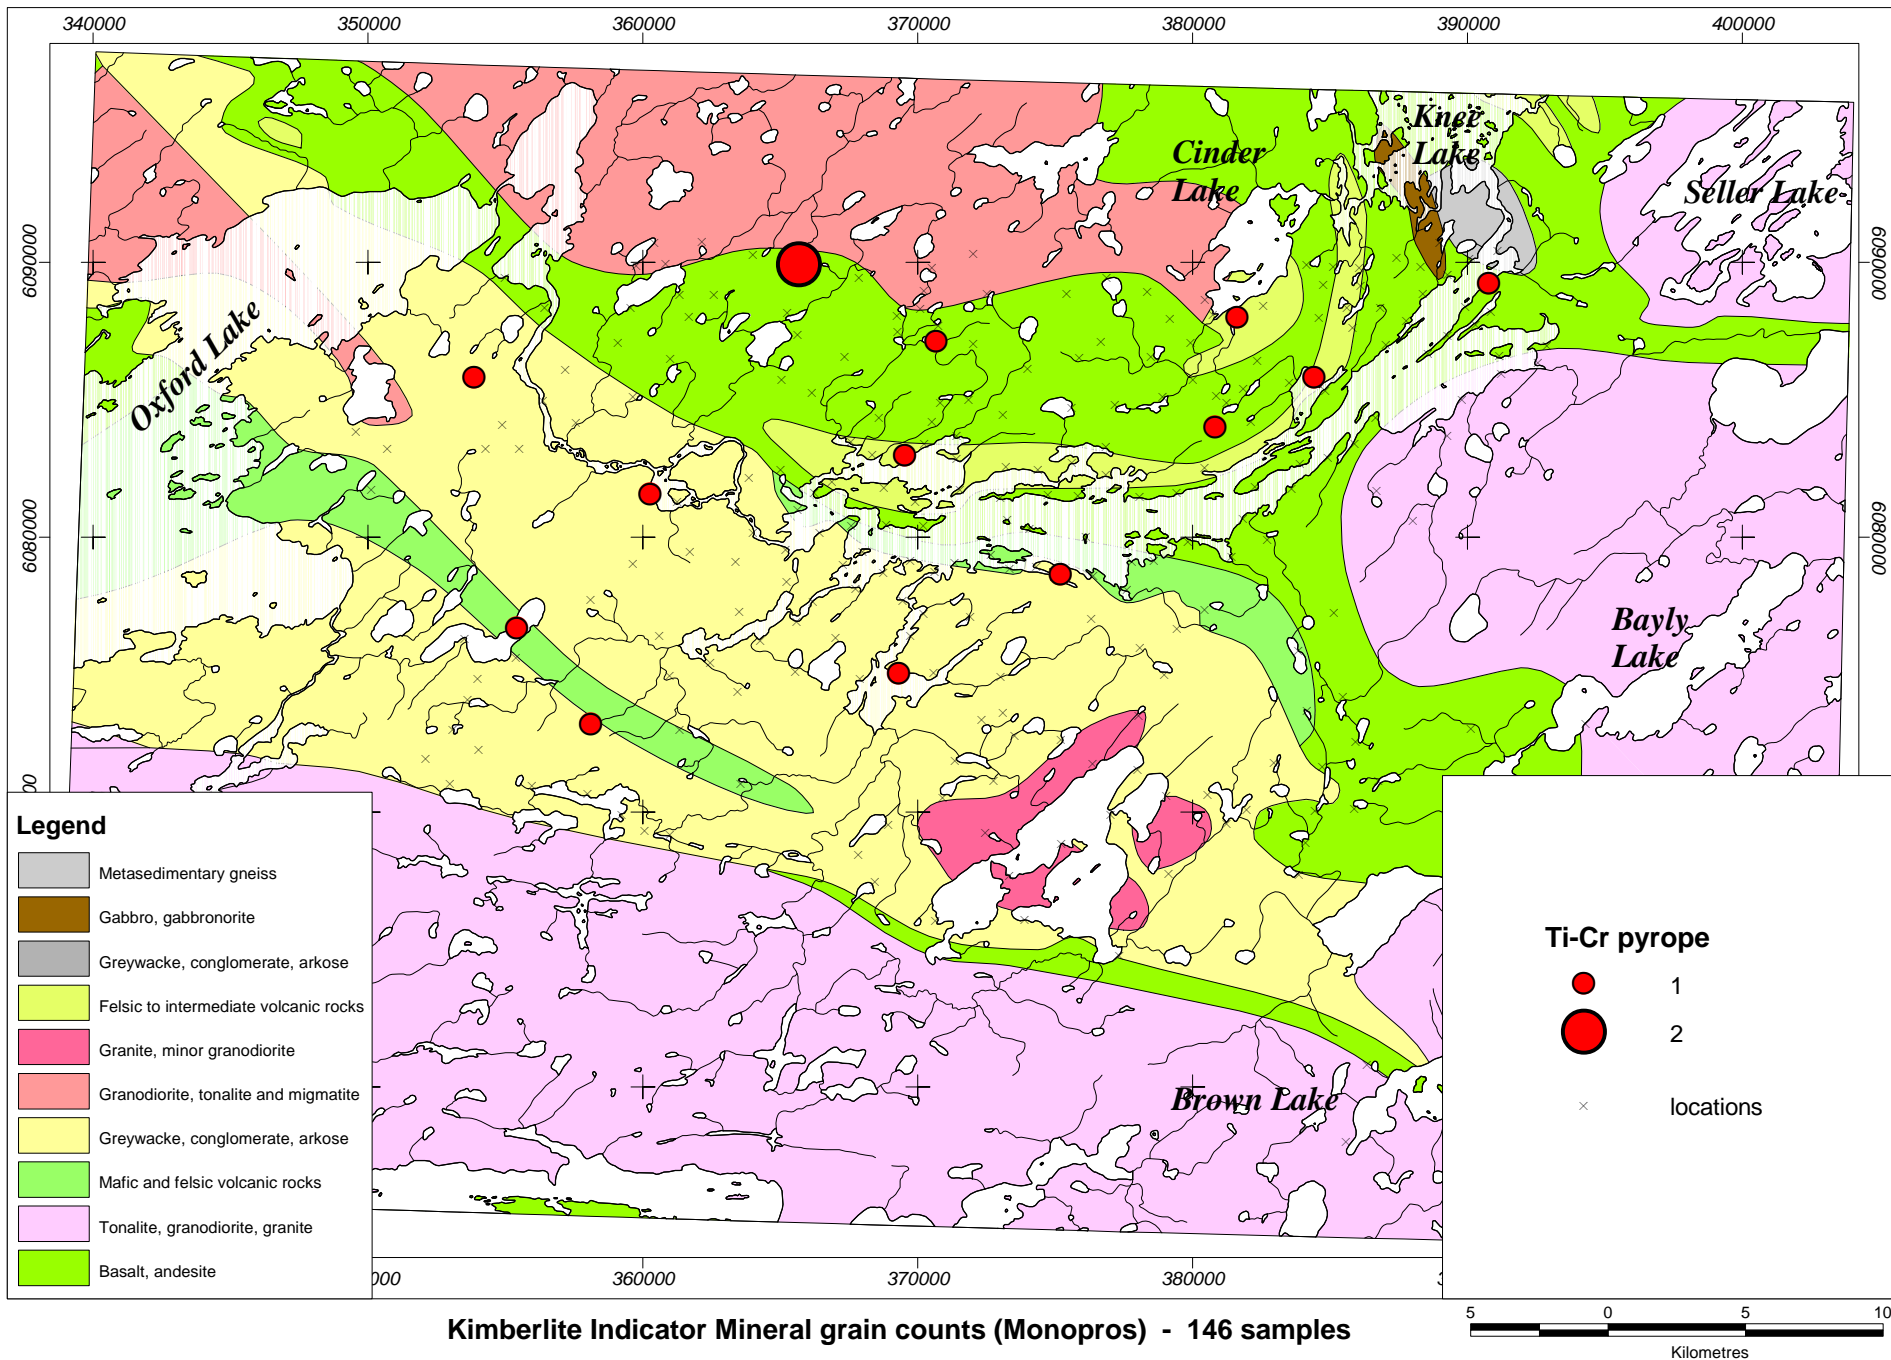 340000 350000 360000 370000 380000 390000 400000
Knee
Lake
Cinder
Lake
Seller Lake
6090000
6090000
Oxford Lake
6080000
6080000
Bayly
Lake
00
Legend
Metasedimentary gneiss
Gabbro, gabbronorite
Greywacke, conglomerate, arkose
Felsic to intermediate volcanic rocks
Granite, minor granodiorite
Granodiorite, tonalite and migmatite
Greywacke, conglomerate, arkose
Mafic and felsic volcanic rocks
Tonalite, granodiorite, granite
Basalt, andesite
Ti-Cr pyrope
1
2
locations
Brown Lake
000 360000 370000 380000
Kimberlite Indicator Mineral grain counts (Monopros) - 146 samples
5 0 5 10
Kilometres